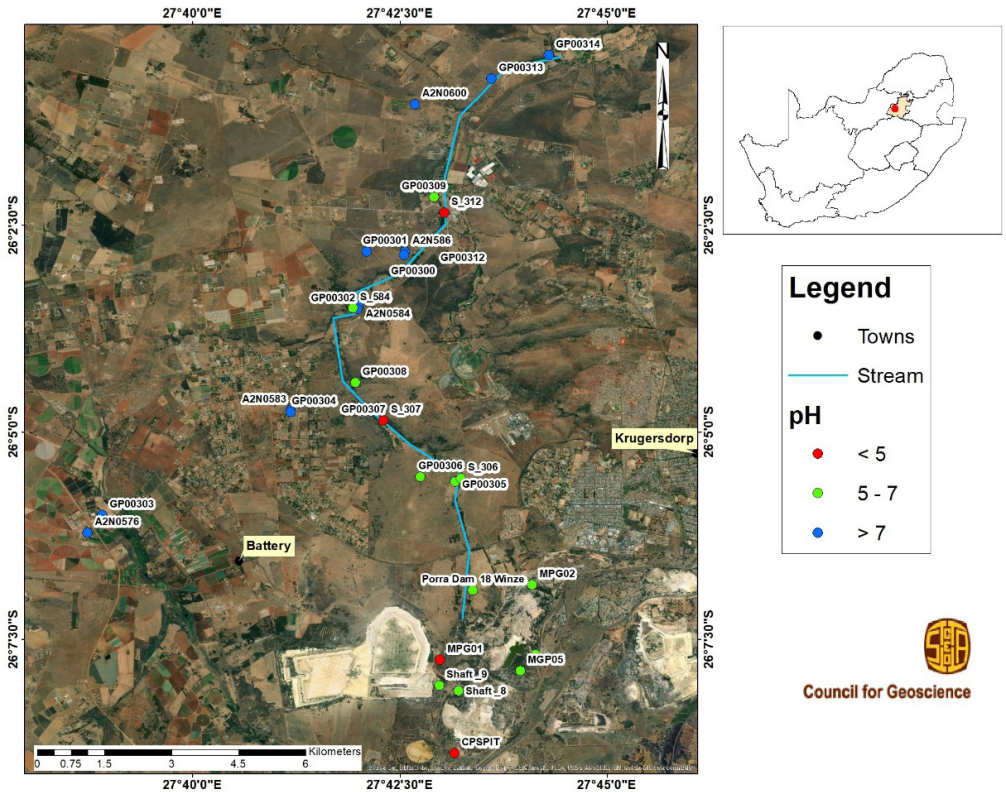 27°40'0"E 27°42'30"E 27°45'0"E
GP00314
GP00313
A2N0600
N
GP00309
S_312
26°2'30"S 26°2'30"S
GP00301 A2N586
GP00312
GP00300
GP00302 S_584
A2N0584
GP00308
A2N0583 GP00304
GP00307 S_307
26°5'0"S 26°5'0"S
Krugersdorp
GP00306 S_306
GP00305
GP00303
A2N0576
Battery
Porra Dam 18 Winze MPG02
26°7'30"S 26°7'30"S
MPG01
MGP05
Shaft_9
Shaft_8
CPSPIT
Kilometers
0 0.75 1.5 3 4.5 6
27°40'0"E 27°42'30"E 27°45'0"E
Legend
Towns
Stream
pH
< 5
5 - 7
> 7
Council for Geoscience